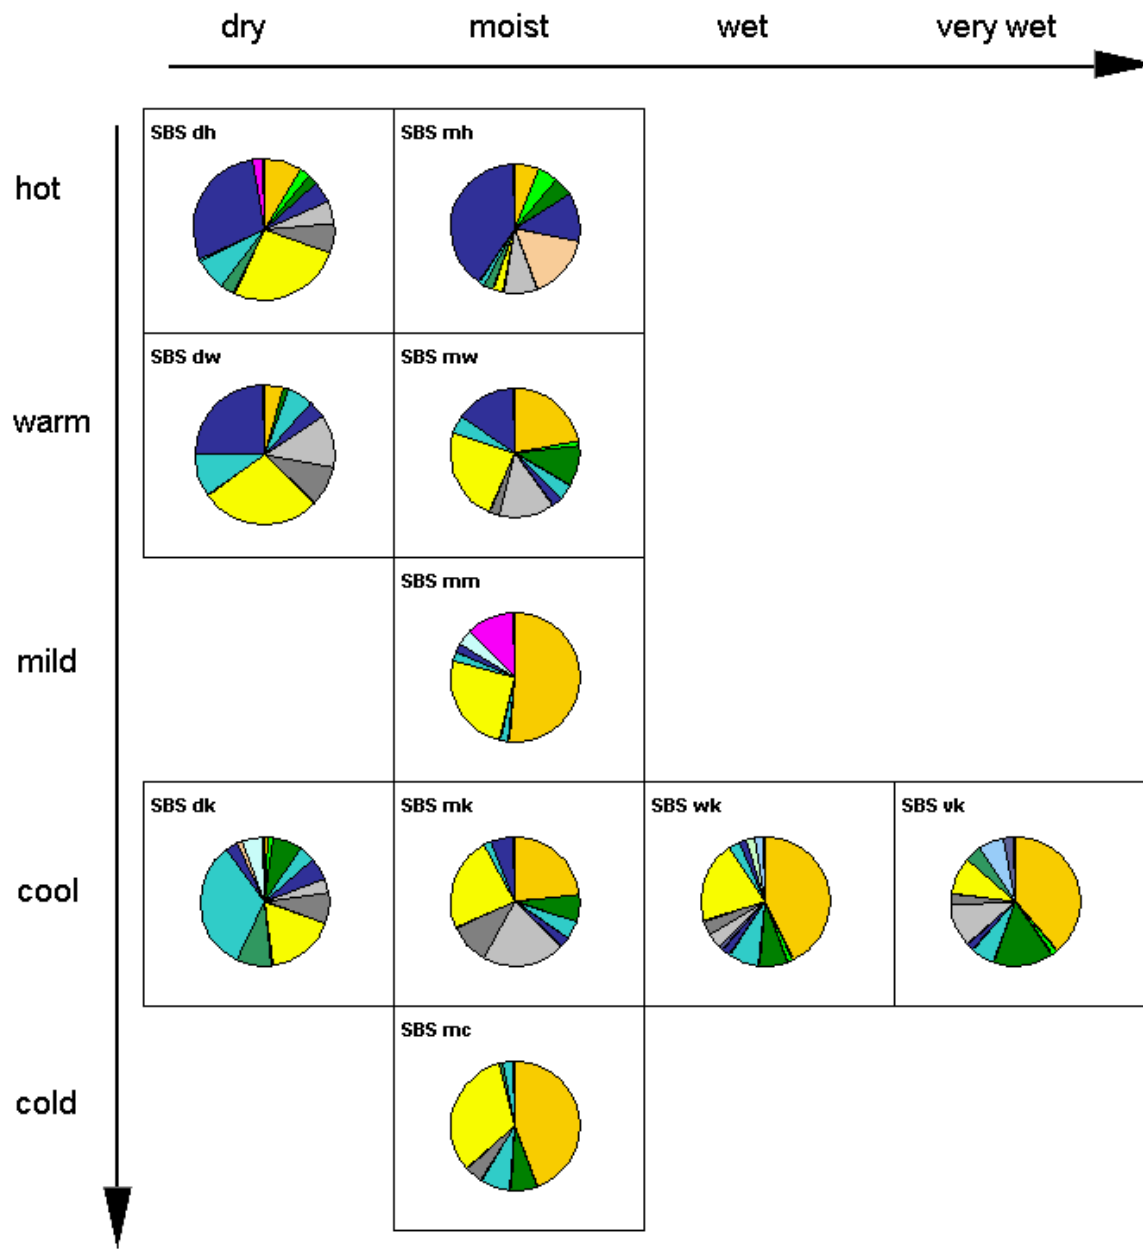 dry moist wet very wet
hot
SBS dh SBS mh
warm
SBS dw SBS mw
mild
SBS mm
cool
SBS dk SBS mk SBS wk SBS vk
cold
SBS mc